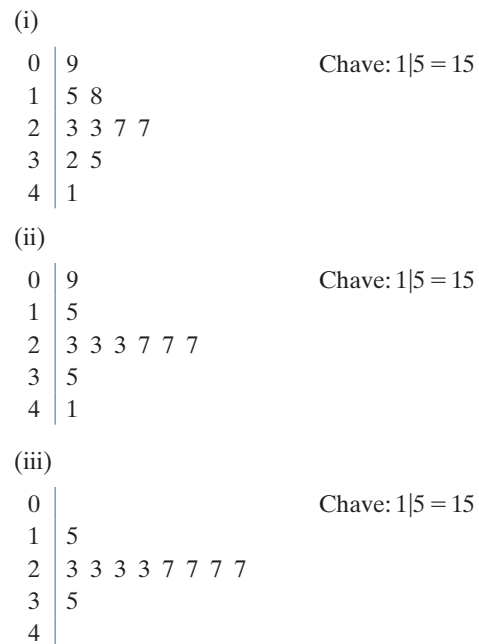 (i)
0 | 9 Chave: 1|5 = 15
1 | 5 8
2 | 3 3 7 7
3 | 2 5
4 | 1
(ii)
0 | 9 Chave: 1|5 = 15
1 | 5
2 | 3 3 3 7 7 7
3 | 5
4 | 1
(iii)
0 | Chave: 1|5 = 15
1 | 5
2 | 3 3 3 3 7 7 7 7
3 | 5
4 |